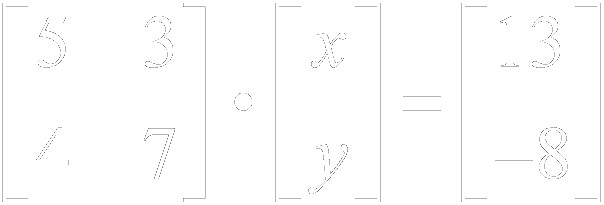 [5 3] · [x] = [13]
[4 7] [y] [−8]